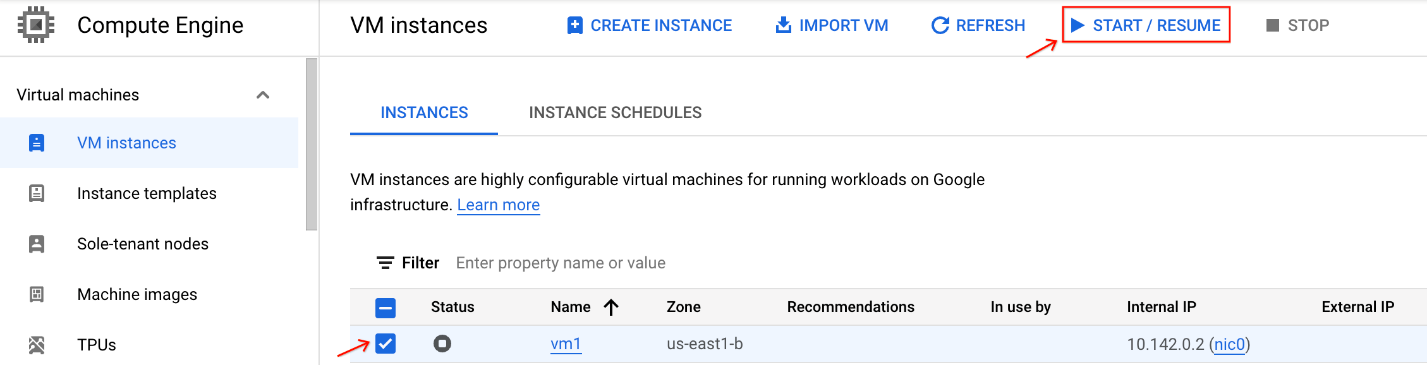 Compute Engine
VM instances CREATE INSTANCE IMPORT VM REFRESH START / RESUME STOP
Virtual machines
VM instances
Instance templates
Sole-tenant nodes
Machine images
TPUs
INSTANCES INSTANCE SCHEDULES
VM instances are highly configurable virtual machines for running workloads on Google
infrastructure. Learn more
Filter Enter property name or value
Status Name Zone Recommendations In use by Internal IP External IP
vm1 us-east1-b 10.142.0.2 (nic0)